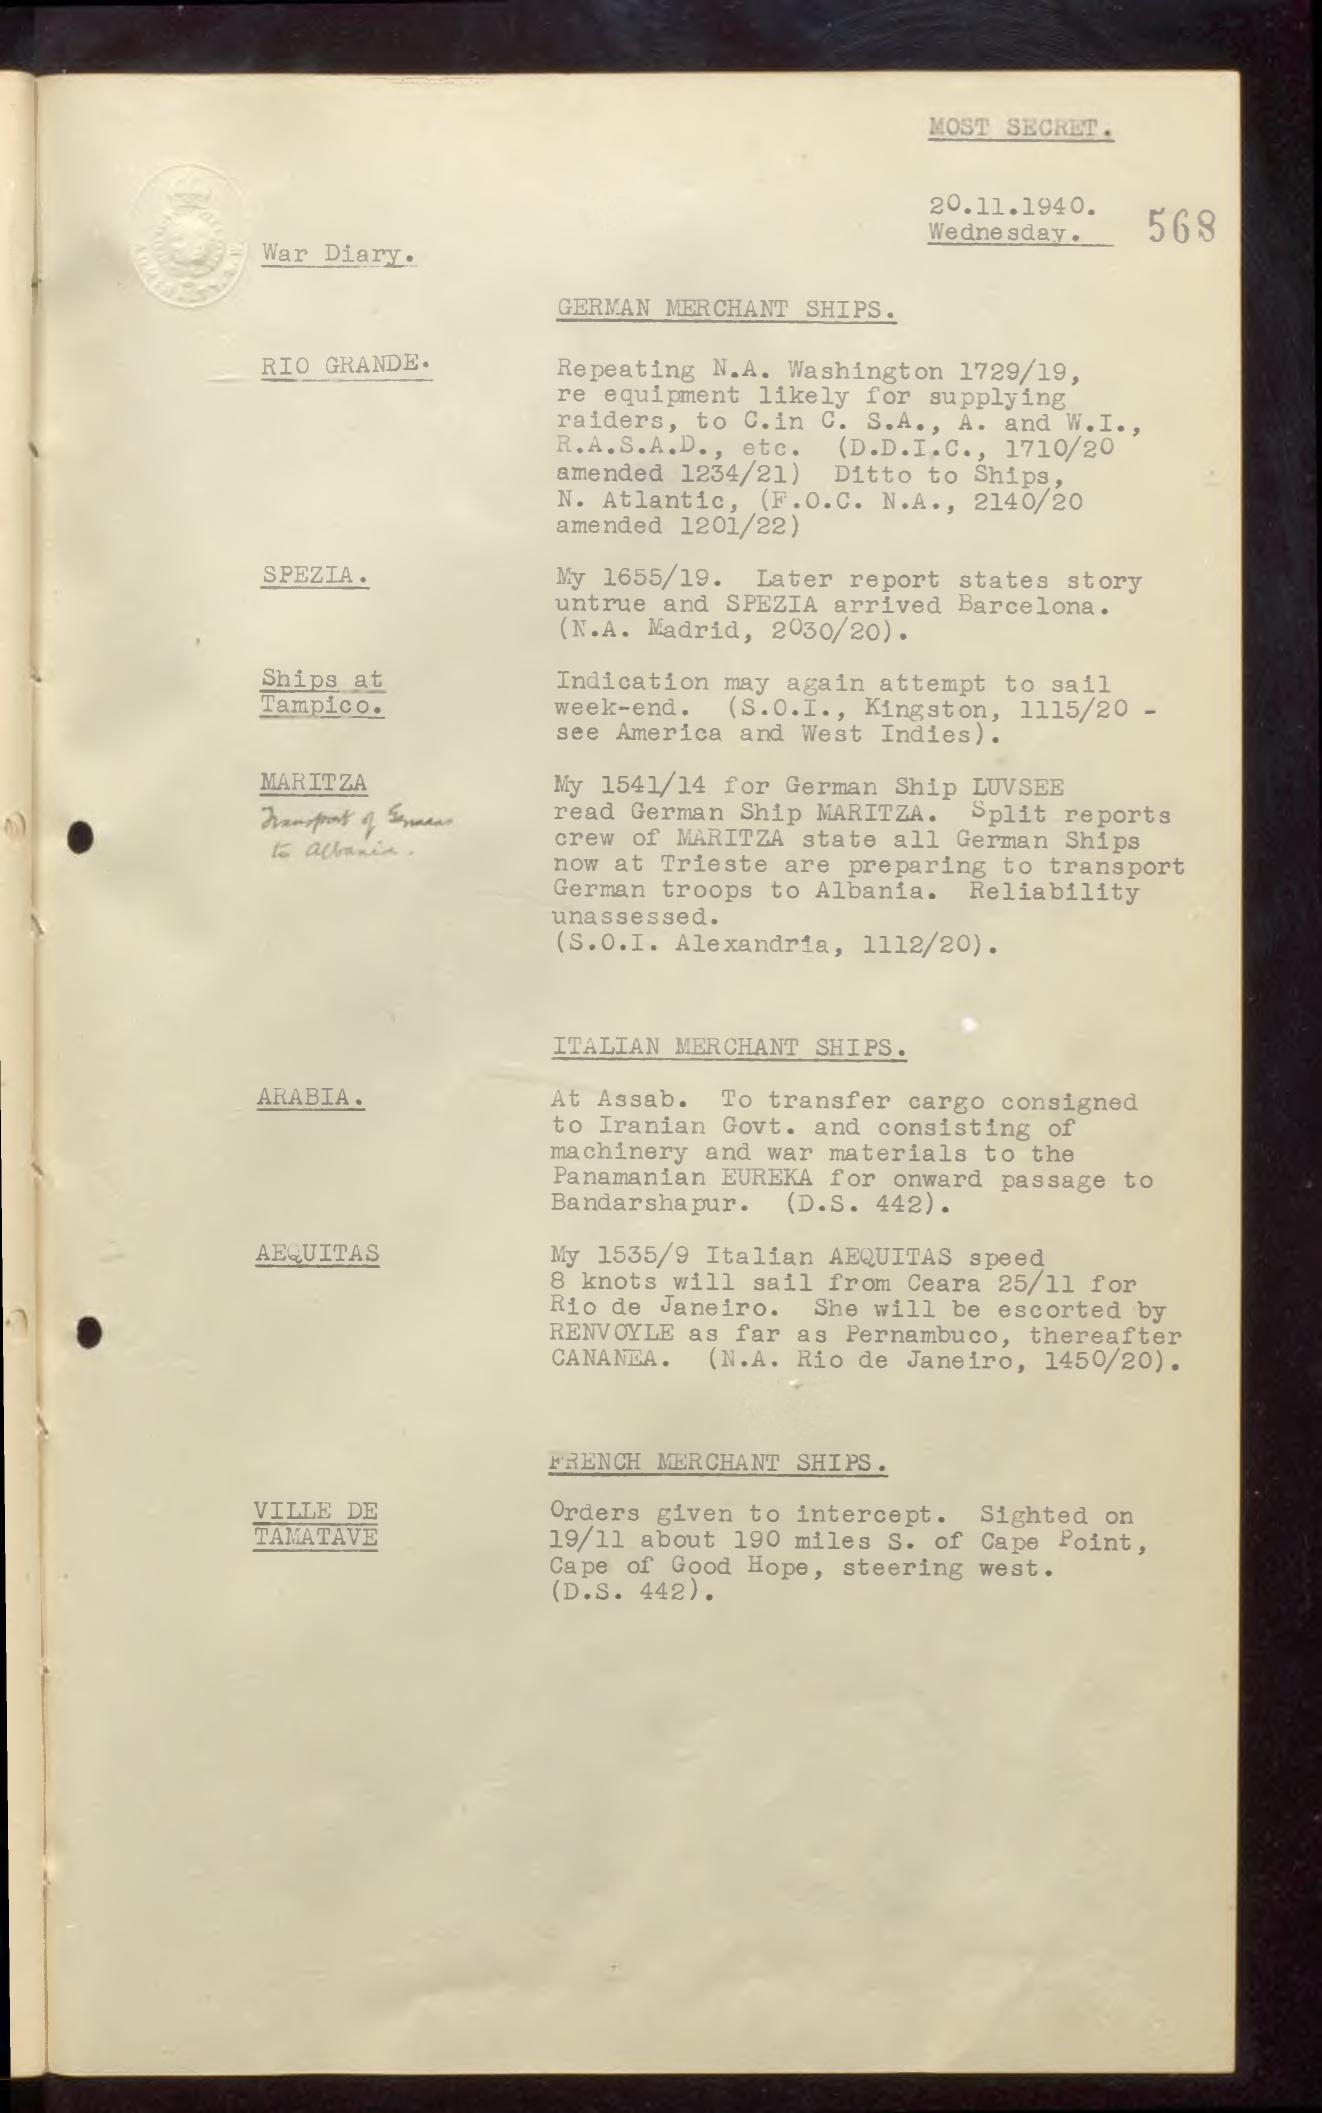 MOST SECRET.
20.11.1940.
Wednesday.
568
War Diary.
GERMAN MERCHANT SHIPS.
RIO GRANDE.
Repeating N.A. Washington 1729/19,
re equipment likely for supplying
raiders, to C.in C. S.A., A. and W.I.,
R.A.S.A.D., etc. (D.D.I.C., 1710/20
amended 1234/21) Ditto to Ships,
N. Atlantic, (F.O.C. N.A., 2140/20
amended 1201/22)
SPEZIA.
My 1655/19. Later report states story
untrue and SPEZIA arrived Barcelona.
(N.A. Madrid, 2030/20).
Ships at
Tampico.
Indication may again attempt to sail
week-end. (S.O.I., Kingston, 1115/20 -
see America and West Indies).
MARITZA
Transport of Germans
to Albania.
My 1541/14 for German Ship LUVSEE
read German Ship MARITZA. Split reports
crew of MARITZA state all German Ships
now at Trieste are preparing to transport
German troops to Albania. Reliability
unassessed.
(S.O.I. Alexandria, 1112/20).
ITALIAN MERCHANT SHIPS.
ARABIA.
At Assab. To transfer cargo consigned
to Iranian Govt. and consisting of
machinery and war materials to the
Panamanian EUREKA for onward passage to
Bandarshapur. (D.S. 442).
AEQUITAS
My 1535/9 Italian AEQUITAS speed
8 knots will sail from Ceara 25/11 for
Rio de Janeiro. She will be escorted by
RENVOYLE as far as Pernambuco, thereafter
CANANEA. (N.A. Rio de Janeiro, 1450/20).
FRENCH MERCHANT SHIPS.
VILLE DE
TAMATAVE
Orders given to intercept. Sighted on
19/11 about 190 miles S. of Cape Point,
Cape of Good Hope, steering west.
(D.S. 442).